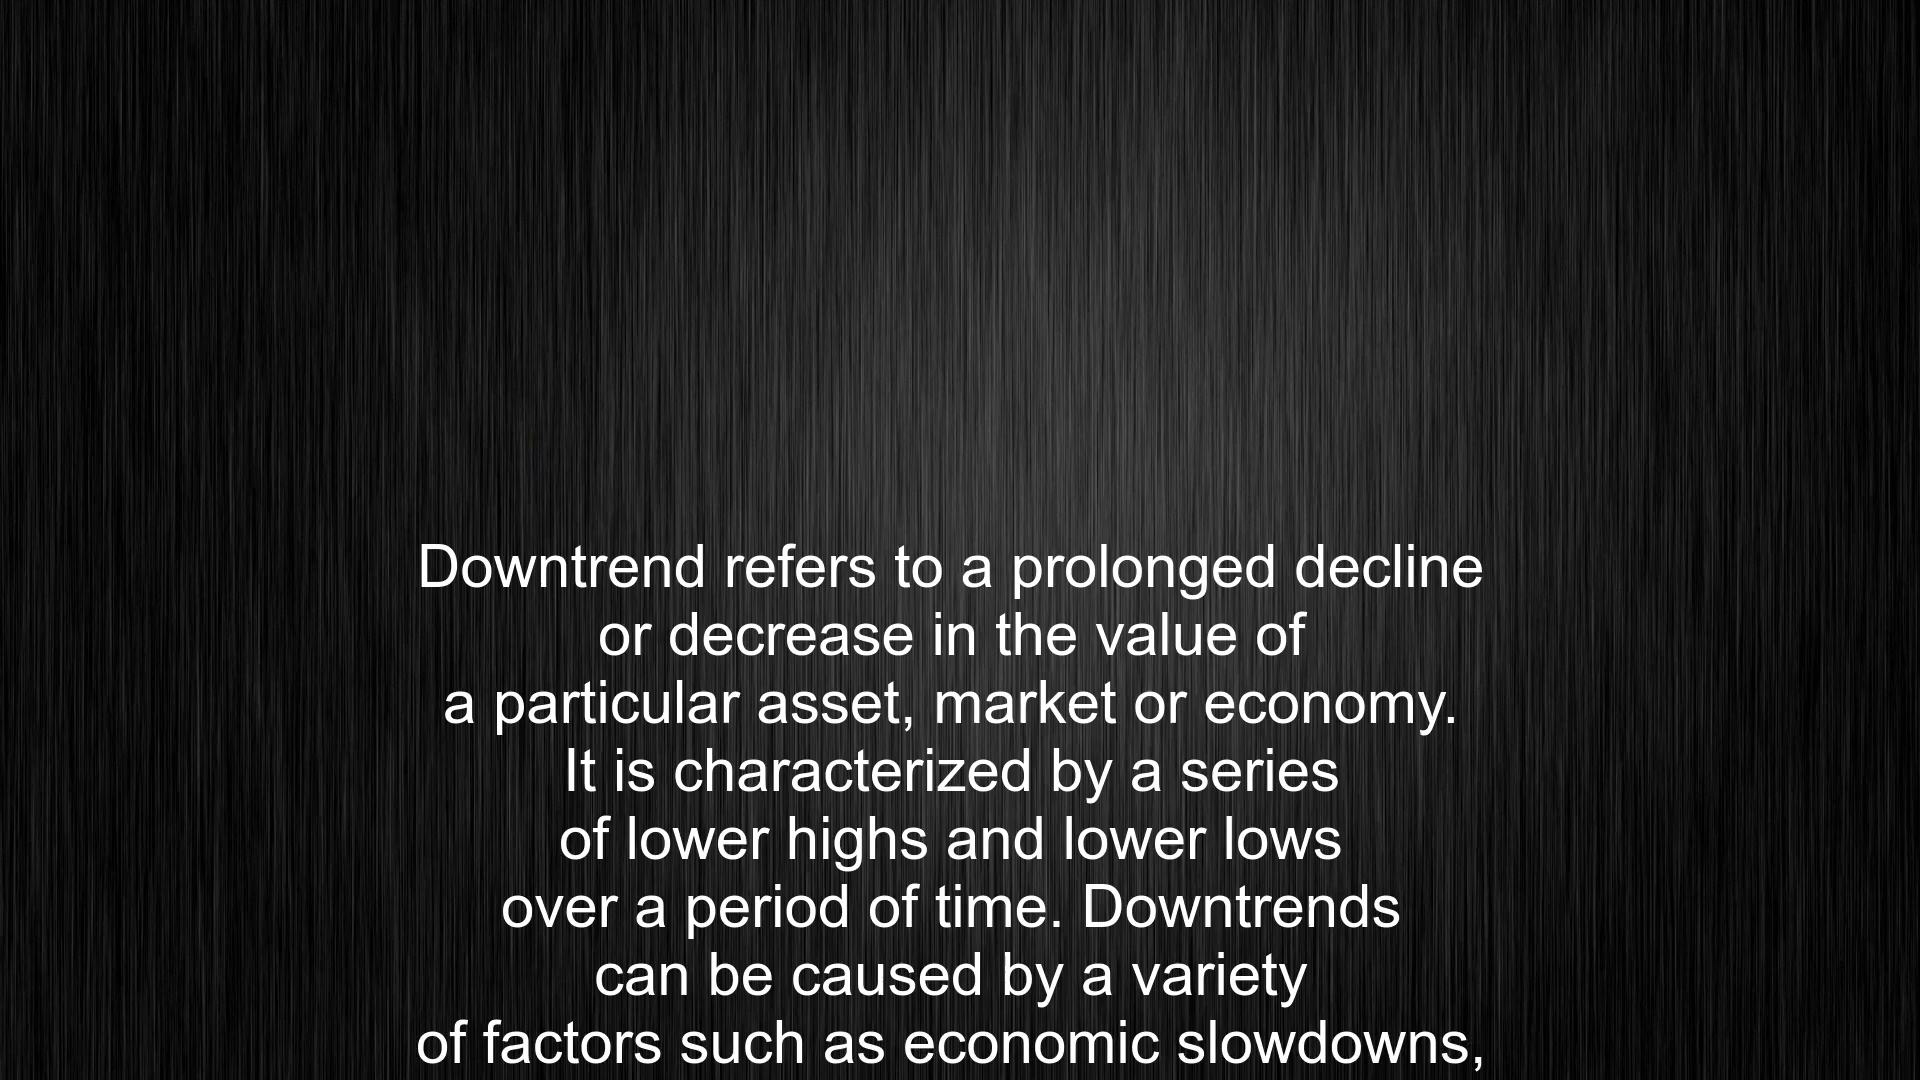 Downtrend refers to a prolonged decline
or decrease in the value of
a particular asset, market or economy.
It is characterized by a series
of lower highs and lower lows
over a period of time. Downtrends
can be caused by a variety
of factors such as economic slowdowns,